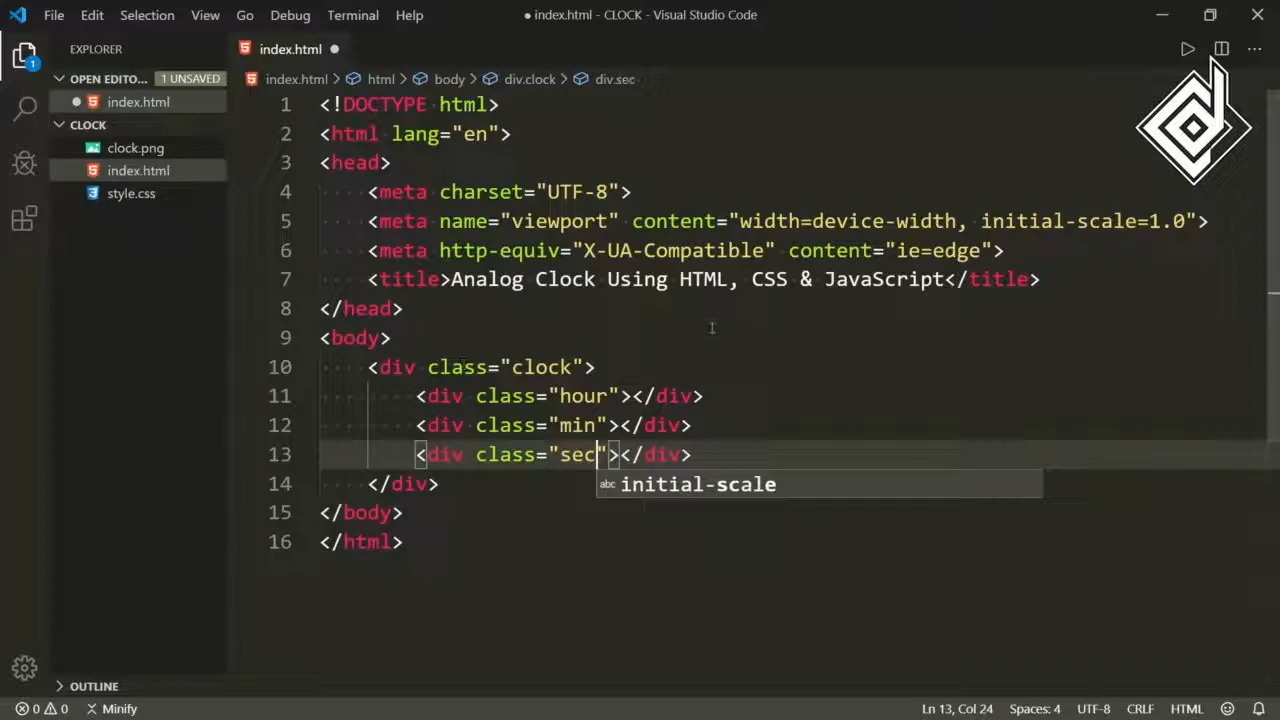 File Edit Selection View Go Debug Terminal Help
● index.html - CLOCK - Visual Studio Code
EXPLORER
index.html
1
OPEN EDITO... 1 UNSAVED
index.html > html > body > div.clock > div.sec
index.html
CLOCK
clock.png
index.html
style.css
1 <!DOCTYPE html>
2 <html lang="en">
3 <head>
4 <meta charset="UTF-8">
5 <meta name="viewport" content="width=device-width, initial-scale=1.0">
6 <meta http-equiv="X-UA-Compatible" content="ie=edge">
7 <title>Analog Clock Using HTML, CSS & JavaScript</title>
8 </head>
9 <body>
10 <div class="clock">
11 <div class="hour"></div>
12 <div class="min"></div>
13 <div class="sec"></div>
abc initial-scale
14 </div>
15 </body>
16 </html>
OUTLINE
0 0 Minify
Ln 13, Col 24 Spaces: 4 UTF-8 CRLF HTML